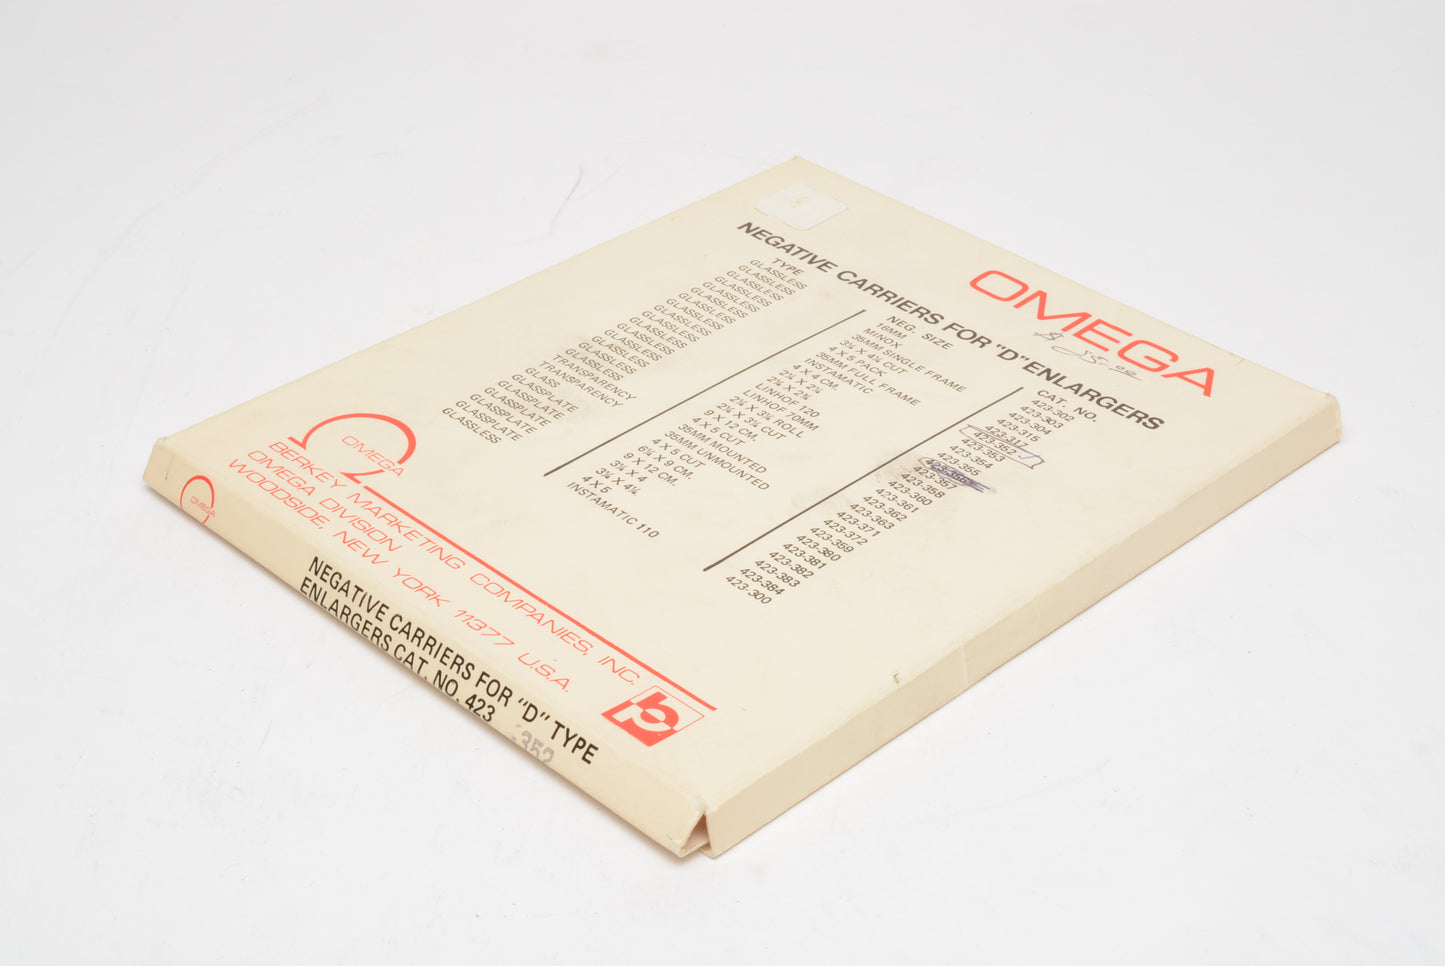 OMEGA
$ 25.00
NEGATIVE CARRIERS FOR "D" ENLARGERS
TYPE NEG. SIZE CAT. NO.
GLASSLESS 16MM 423-302
GLASSLESS MINOX 423-303
GLASSLESS 35MM SINGLE FRAME 423-304
GLASSLESS 3¼ X 4¼ CUT 423-315
GLASSLESS 4 X 5 PACK 423-317
GLASSLESS 35MM FULL FRAME 423-352
GLASSLESS INSTAMATIC 423-353
GLASSLESS 4 X 4 CM. 423-354
GLASSLESS 2¼ X 2¼ 423-355
GLASSLESS 2¼ X 2¾ 423-356
GLASSLESS LINHOF 120 423-357
GLASSLESS LINHOF 70MM 423-358
GLASSLESS 2¼ X 3¼ ROLL 423-360
GLASSLESS 2¼ X 3¼ CUT 423-361
GLASSLESS 9 X 12 CM. 423-362
GLASSLESS 4 X 5 CUT 423-363
TRANSPARENCY 35MM MOUNTED 423-371
TRANSPARENCY 35MM UNMOUNTED 423-372
GLASS 4 X 5 CUT 423-359
GLASSPLATE 6½ X 9 CM. 423-380
GLASSPLATE 9 X 12 CM. 423-381
GLASSPLATE 3¼ X 4 423-382
GLASSPLATE 3¼ X 4¼ 423-383
GLASSPLATE 4 X 5 423-384
GLASSLESS INSTAMATIC 110 423-300
OMEGA
BERKEY MARKETING COMPANIES, INC.
OMEGA DIVISION
WOODSIDE, NEW YORK 11377 U.S.A.
OMEGA
NEGATIVE CARRIERS FOR "D" TYPE
ENLARGERS CAT. NO. 423
-352